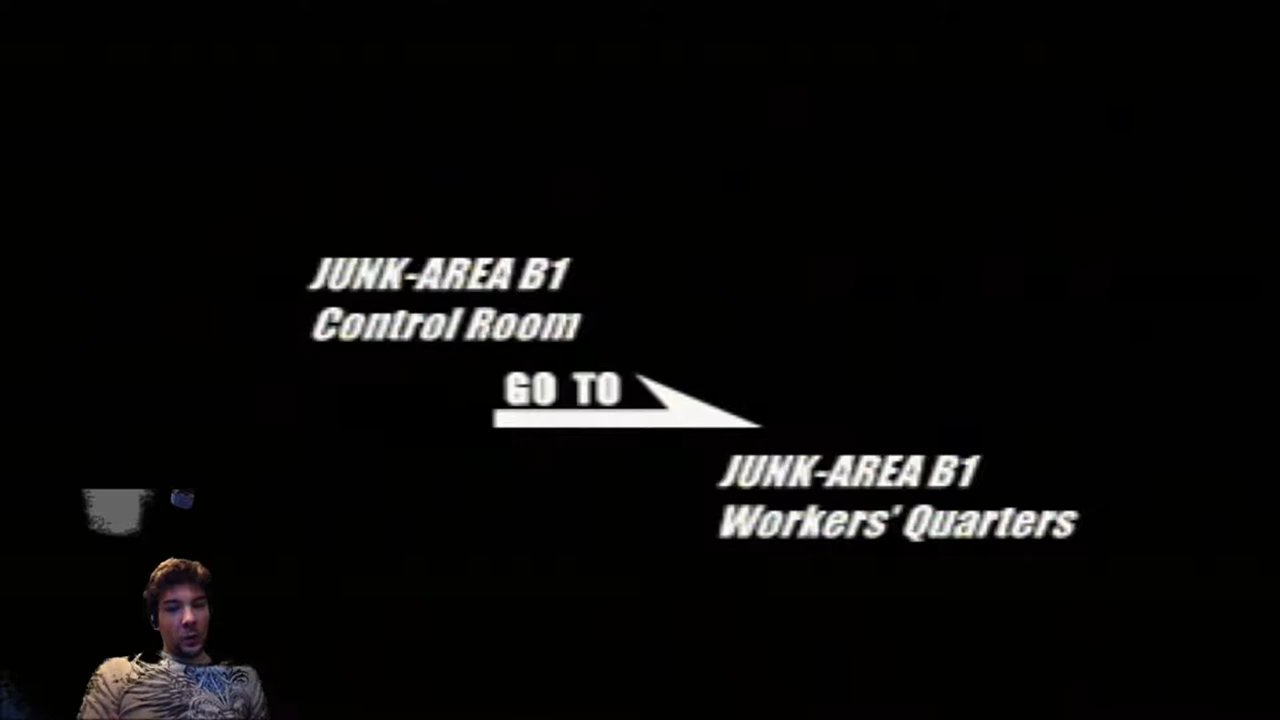 JUNK-AREA B1
Control Room
GO TO
JUNK-AREA B1
Workers' Quarters